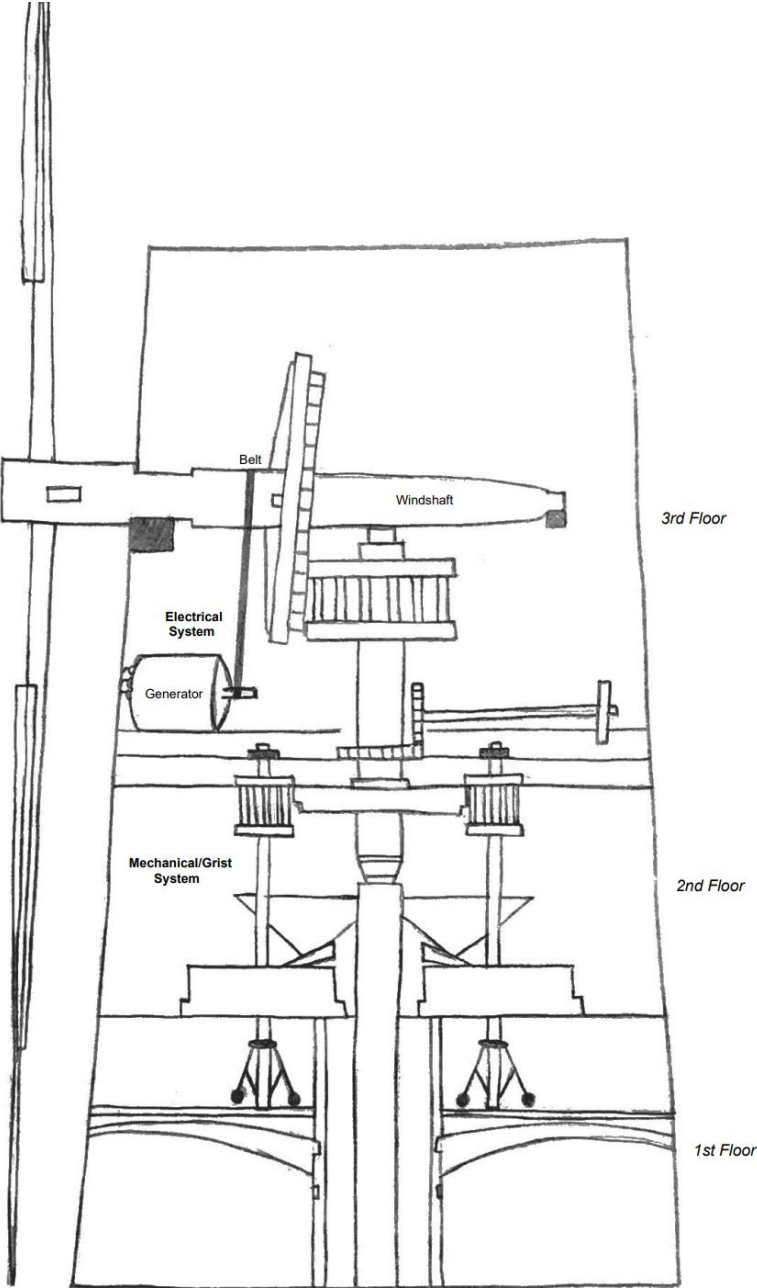 Belt
Windshaft
3rd Floor
Electrical
System
Generator
Mechanical/Grist
System
2nd Floor
1st Floor